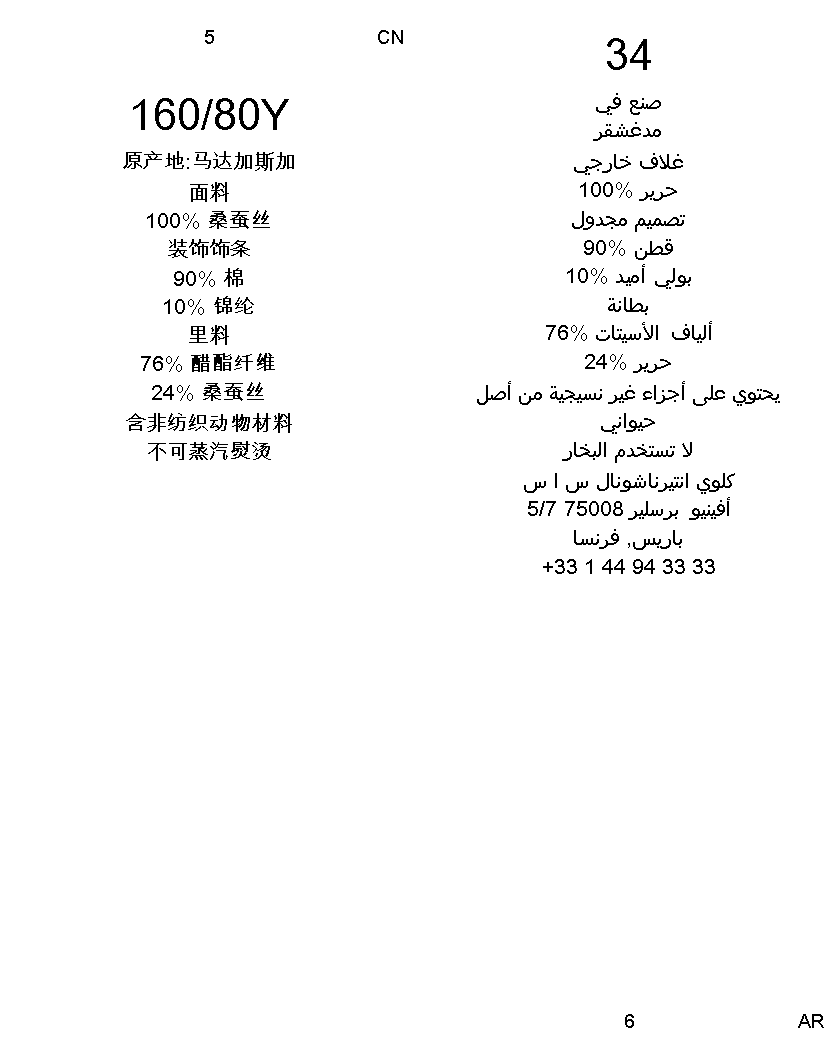 5
CN
160/80Y
原产地:马达加斯加
面料
100% 桑蚕丝
装饰饰条
90% 棉
10% 锦纶
里料
76% 醋酯纤维
24% 桑蚕丝
含非纺织动物材料
不可蒸汽熨烫
34
صنع في
مدغشقر
غلاف خارجي
حرير %100
تصميم مجدول
قطن %90
بولي أميد %10
بطانة
ألياف الأسيتات %76
حرير %24
يحتوي على أجزاء غير نسيجية من أصل
حيواني
لا تستخدم البخار
كلوي انتيرناشونال س ا س
أفينيو برسلير 75008 5/7
باريس, فرنسا
+33 1 44 94 33 33
6
AR